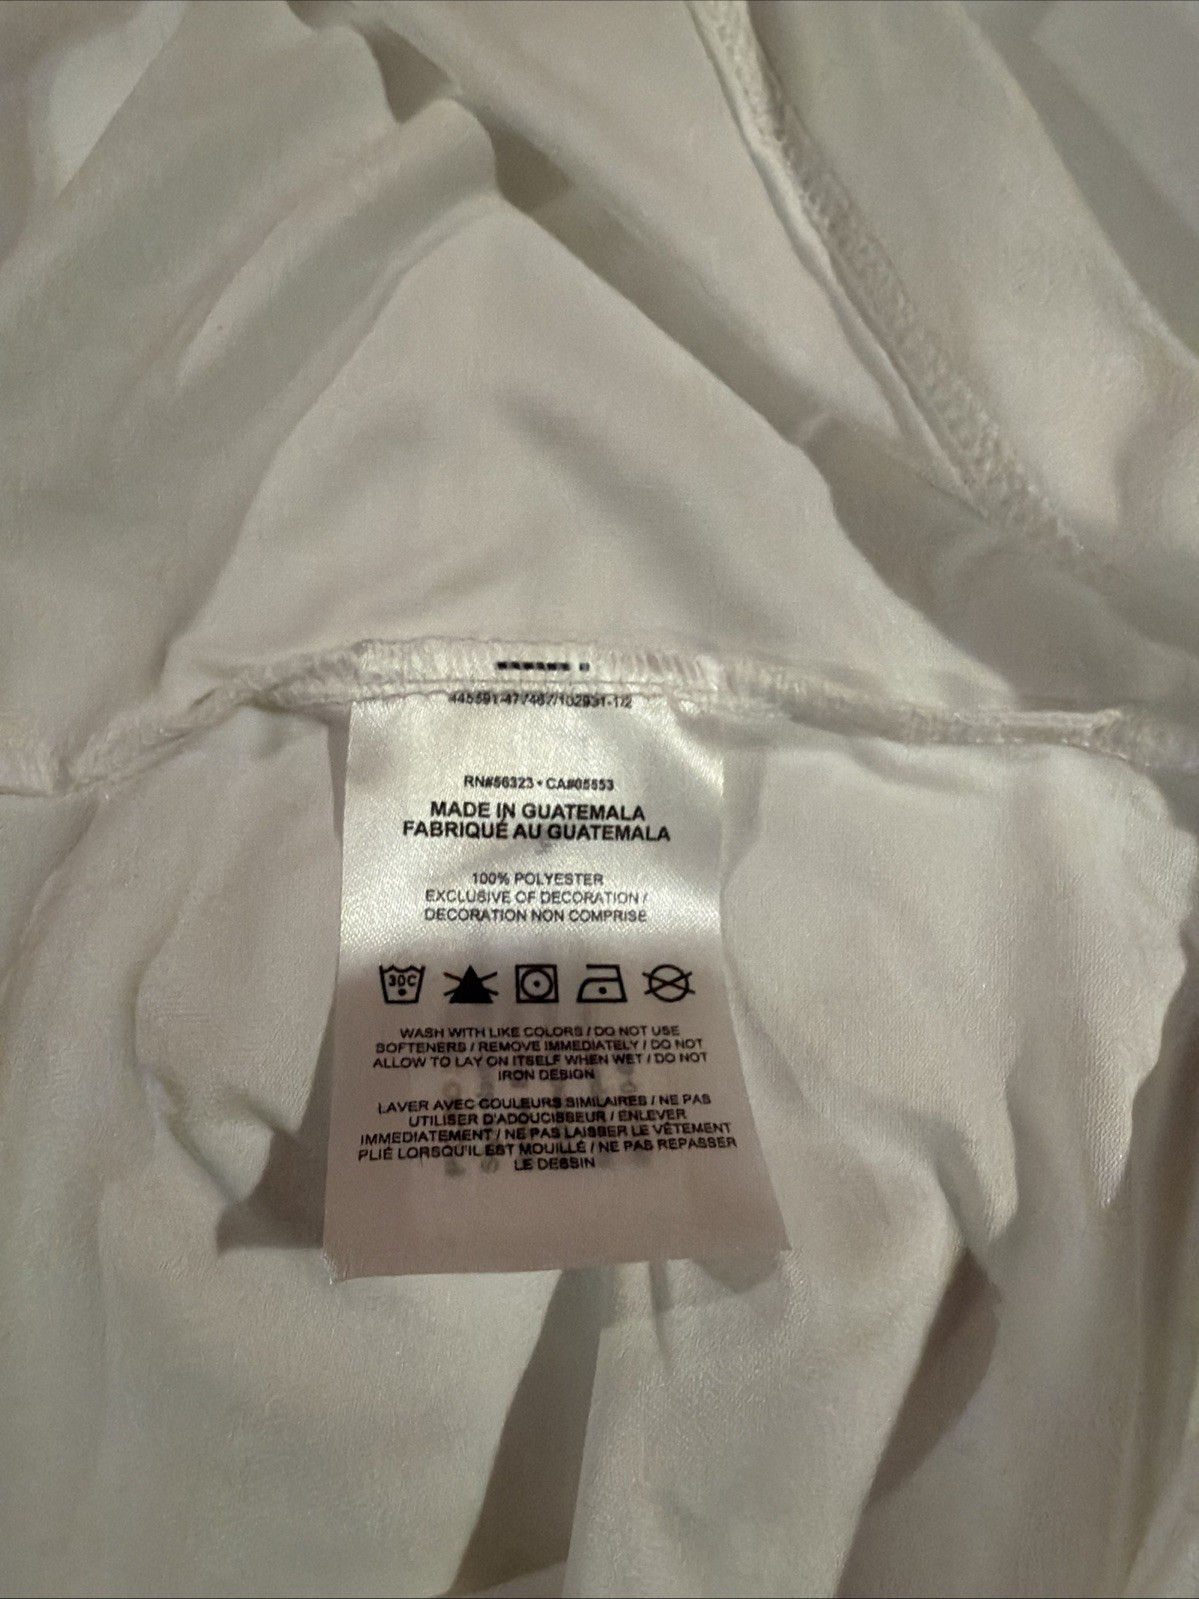 RN#56323 • CA#05553
MADE IN GUATEMALA
FABRIQUÉ AU GUATEMALA
100% POLYESTER
EXCLUSIVE OF DECORATION /
DECORATION NON COMPRISE
30C
WASH WITH LIKE COLORS / DO NOT USE
SOFTENERS / REMOVE IMMEDIATELY / DO NOT
ALLOW TO LAY ON ITSELF WHEN WET / DO NOT
IRON DESIGN
LAVER AVEC COULEURS SIMILAIRES / NE PAS
UTILISER D'ADOUCISSEUR / ENLEVER
IMMEDIATEMENT / NE PAS LAISSER LE VÊTEMENT
PLIÉ LORSQU'IL EST MOUILLÉ / NE PAS REPASSER
LE DESSIN